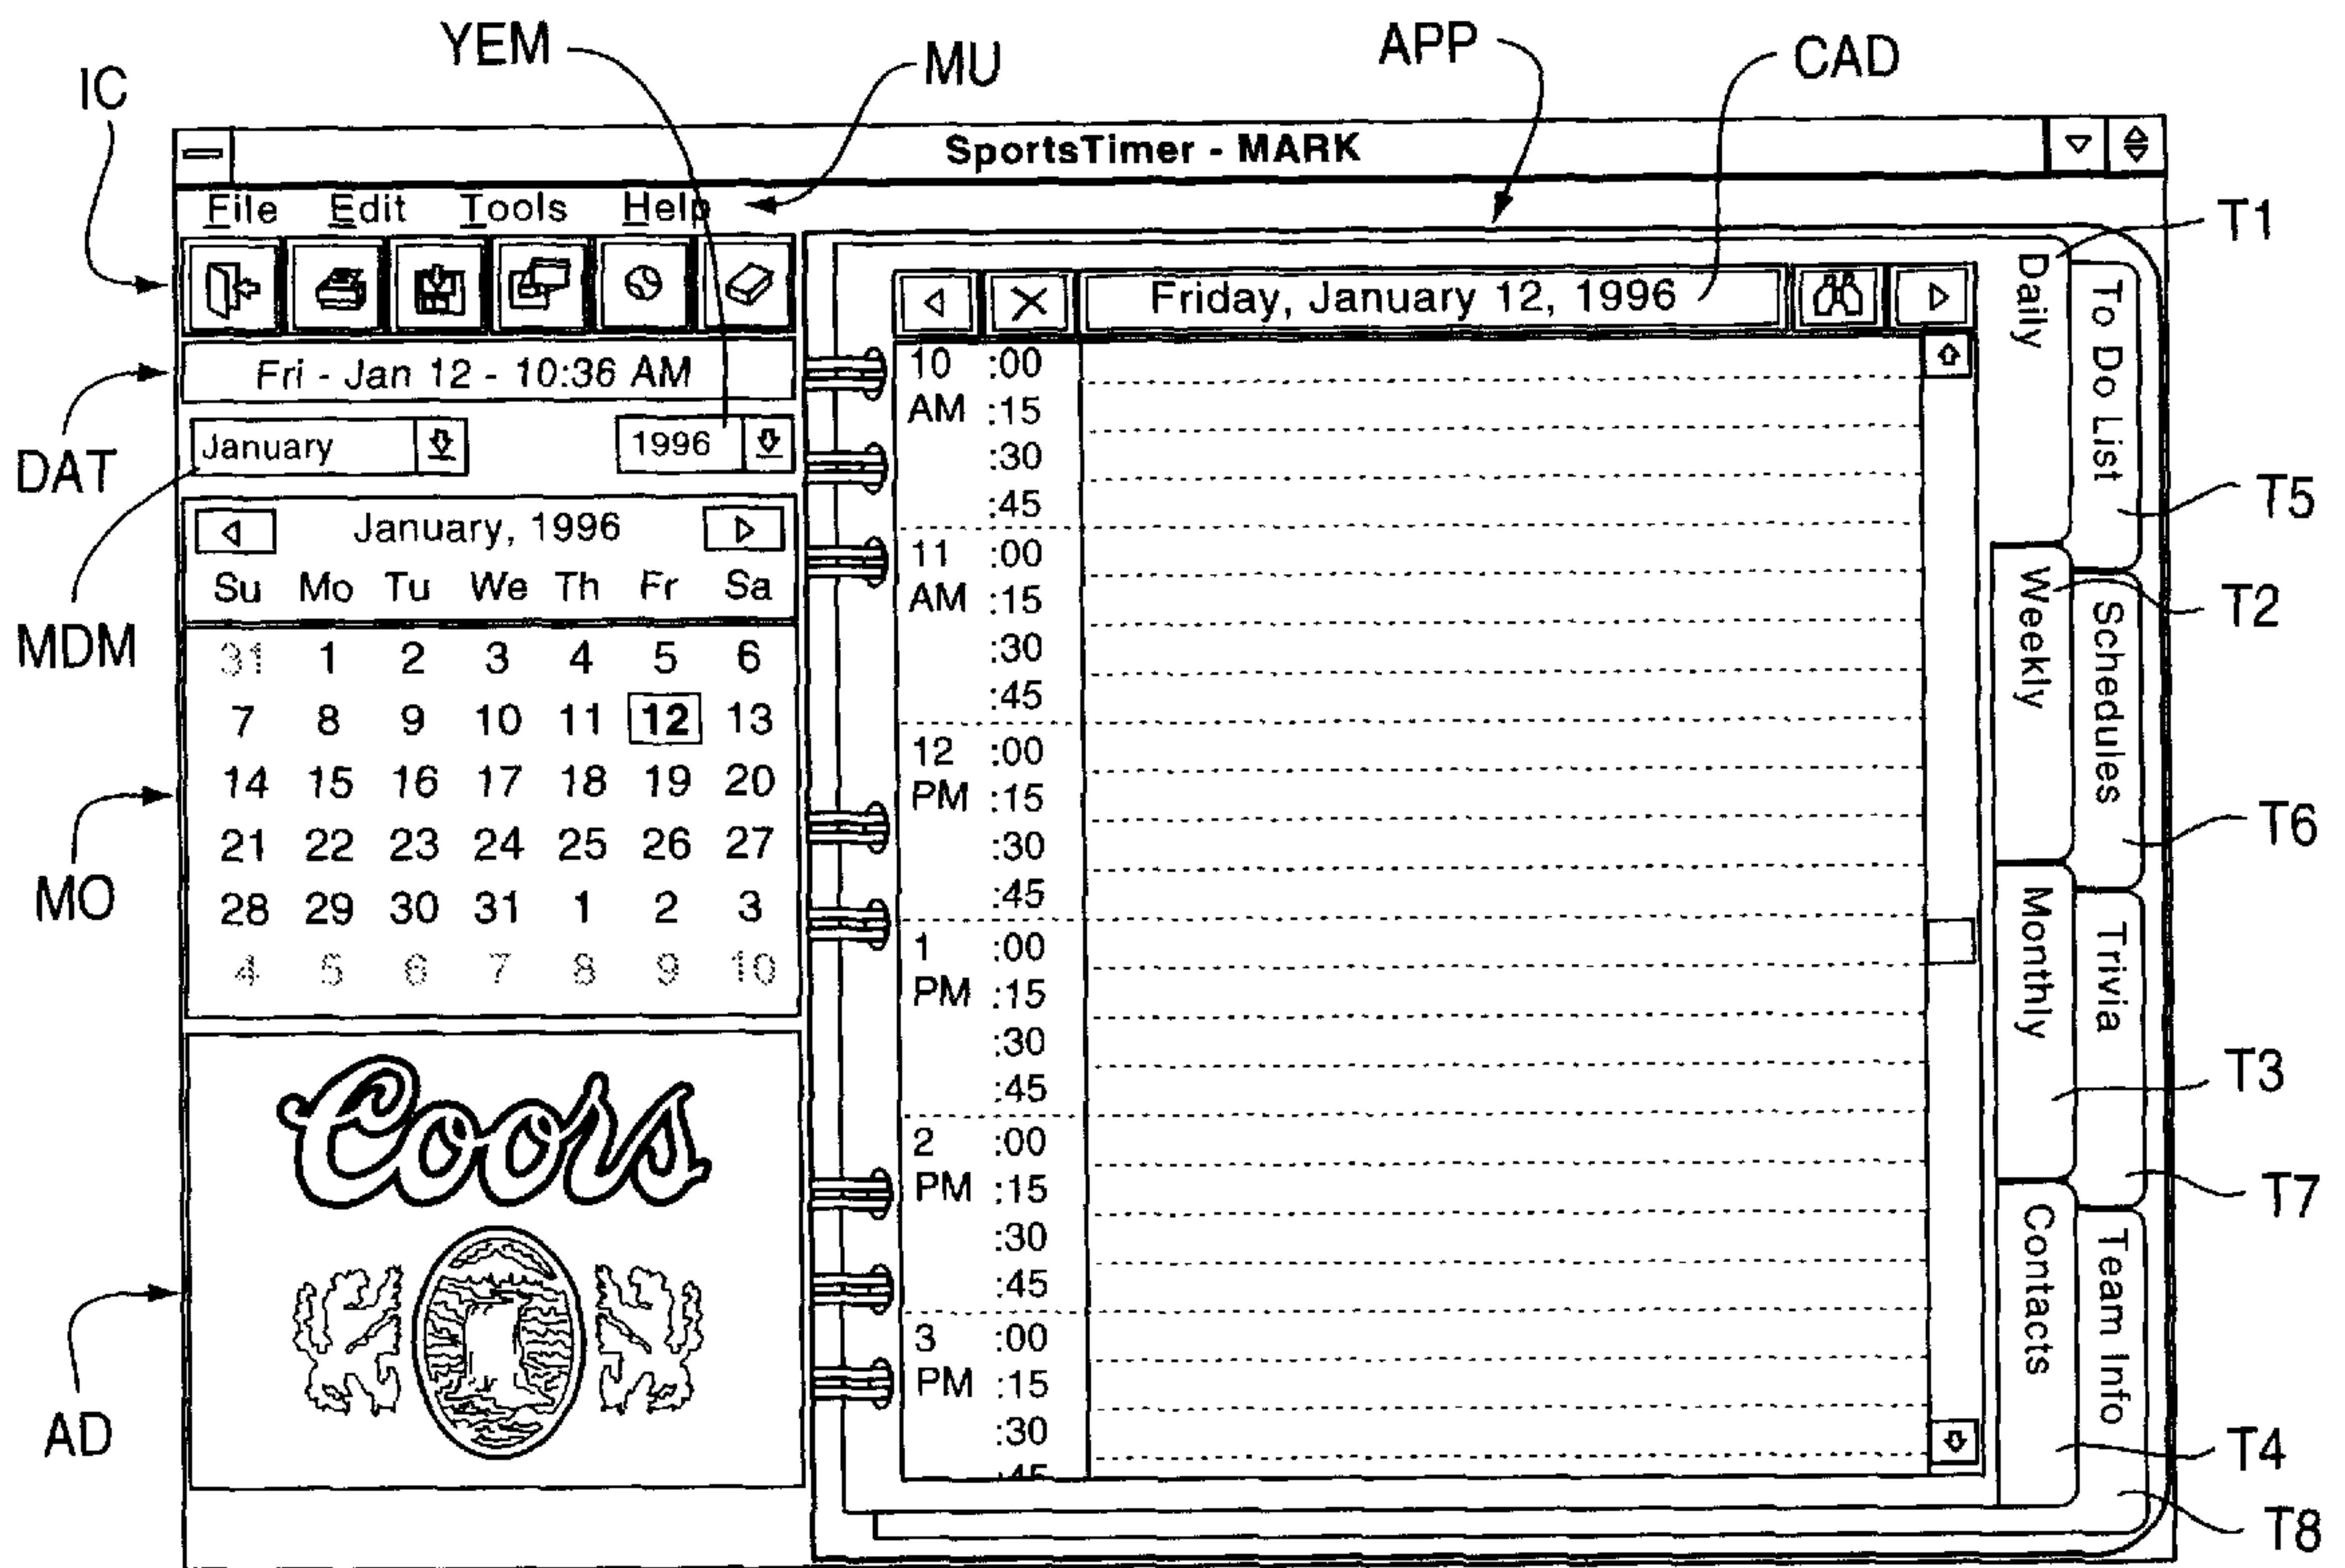 YEM
MU
APP
CAD
IC
SportsTimer - MARK
File Edit Tools Help
T1
Friday, January 12, 1996
Daily
To Do List
DAT
Fri - Jan 12 - 10:36 AM
January
1996
T5
MDM
January, 1996
Su Mo Tu We Th Fr Sa
31 1 2 3 4 5 6
7 8 9 10 11 12 13
14 15 16 17 18 19 20
21 22 23 24 25 26 27
28 29 30 31 1 2 3
4 5 6 7 8 9 10
MO
Coors
AD
10 :00
AM :15
:30
:45
11 :00
AM :15
:30
:45
12 :00
PM :15
:30
:45
1 :00
PM :15
:30
:45
2 :00
PM :15
:30
:45
3 :00
PM :15
:30
:45
Weekly
T2
Schedules
T6
Monthly
Trivia
T3
T7
Contacts
Team Info
T4
T8